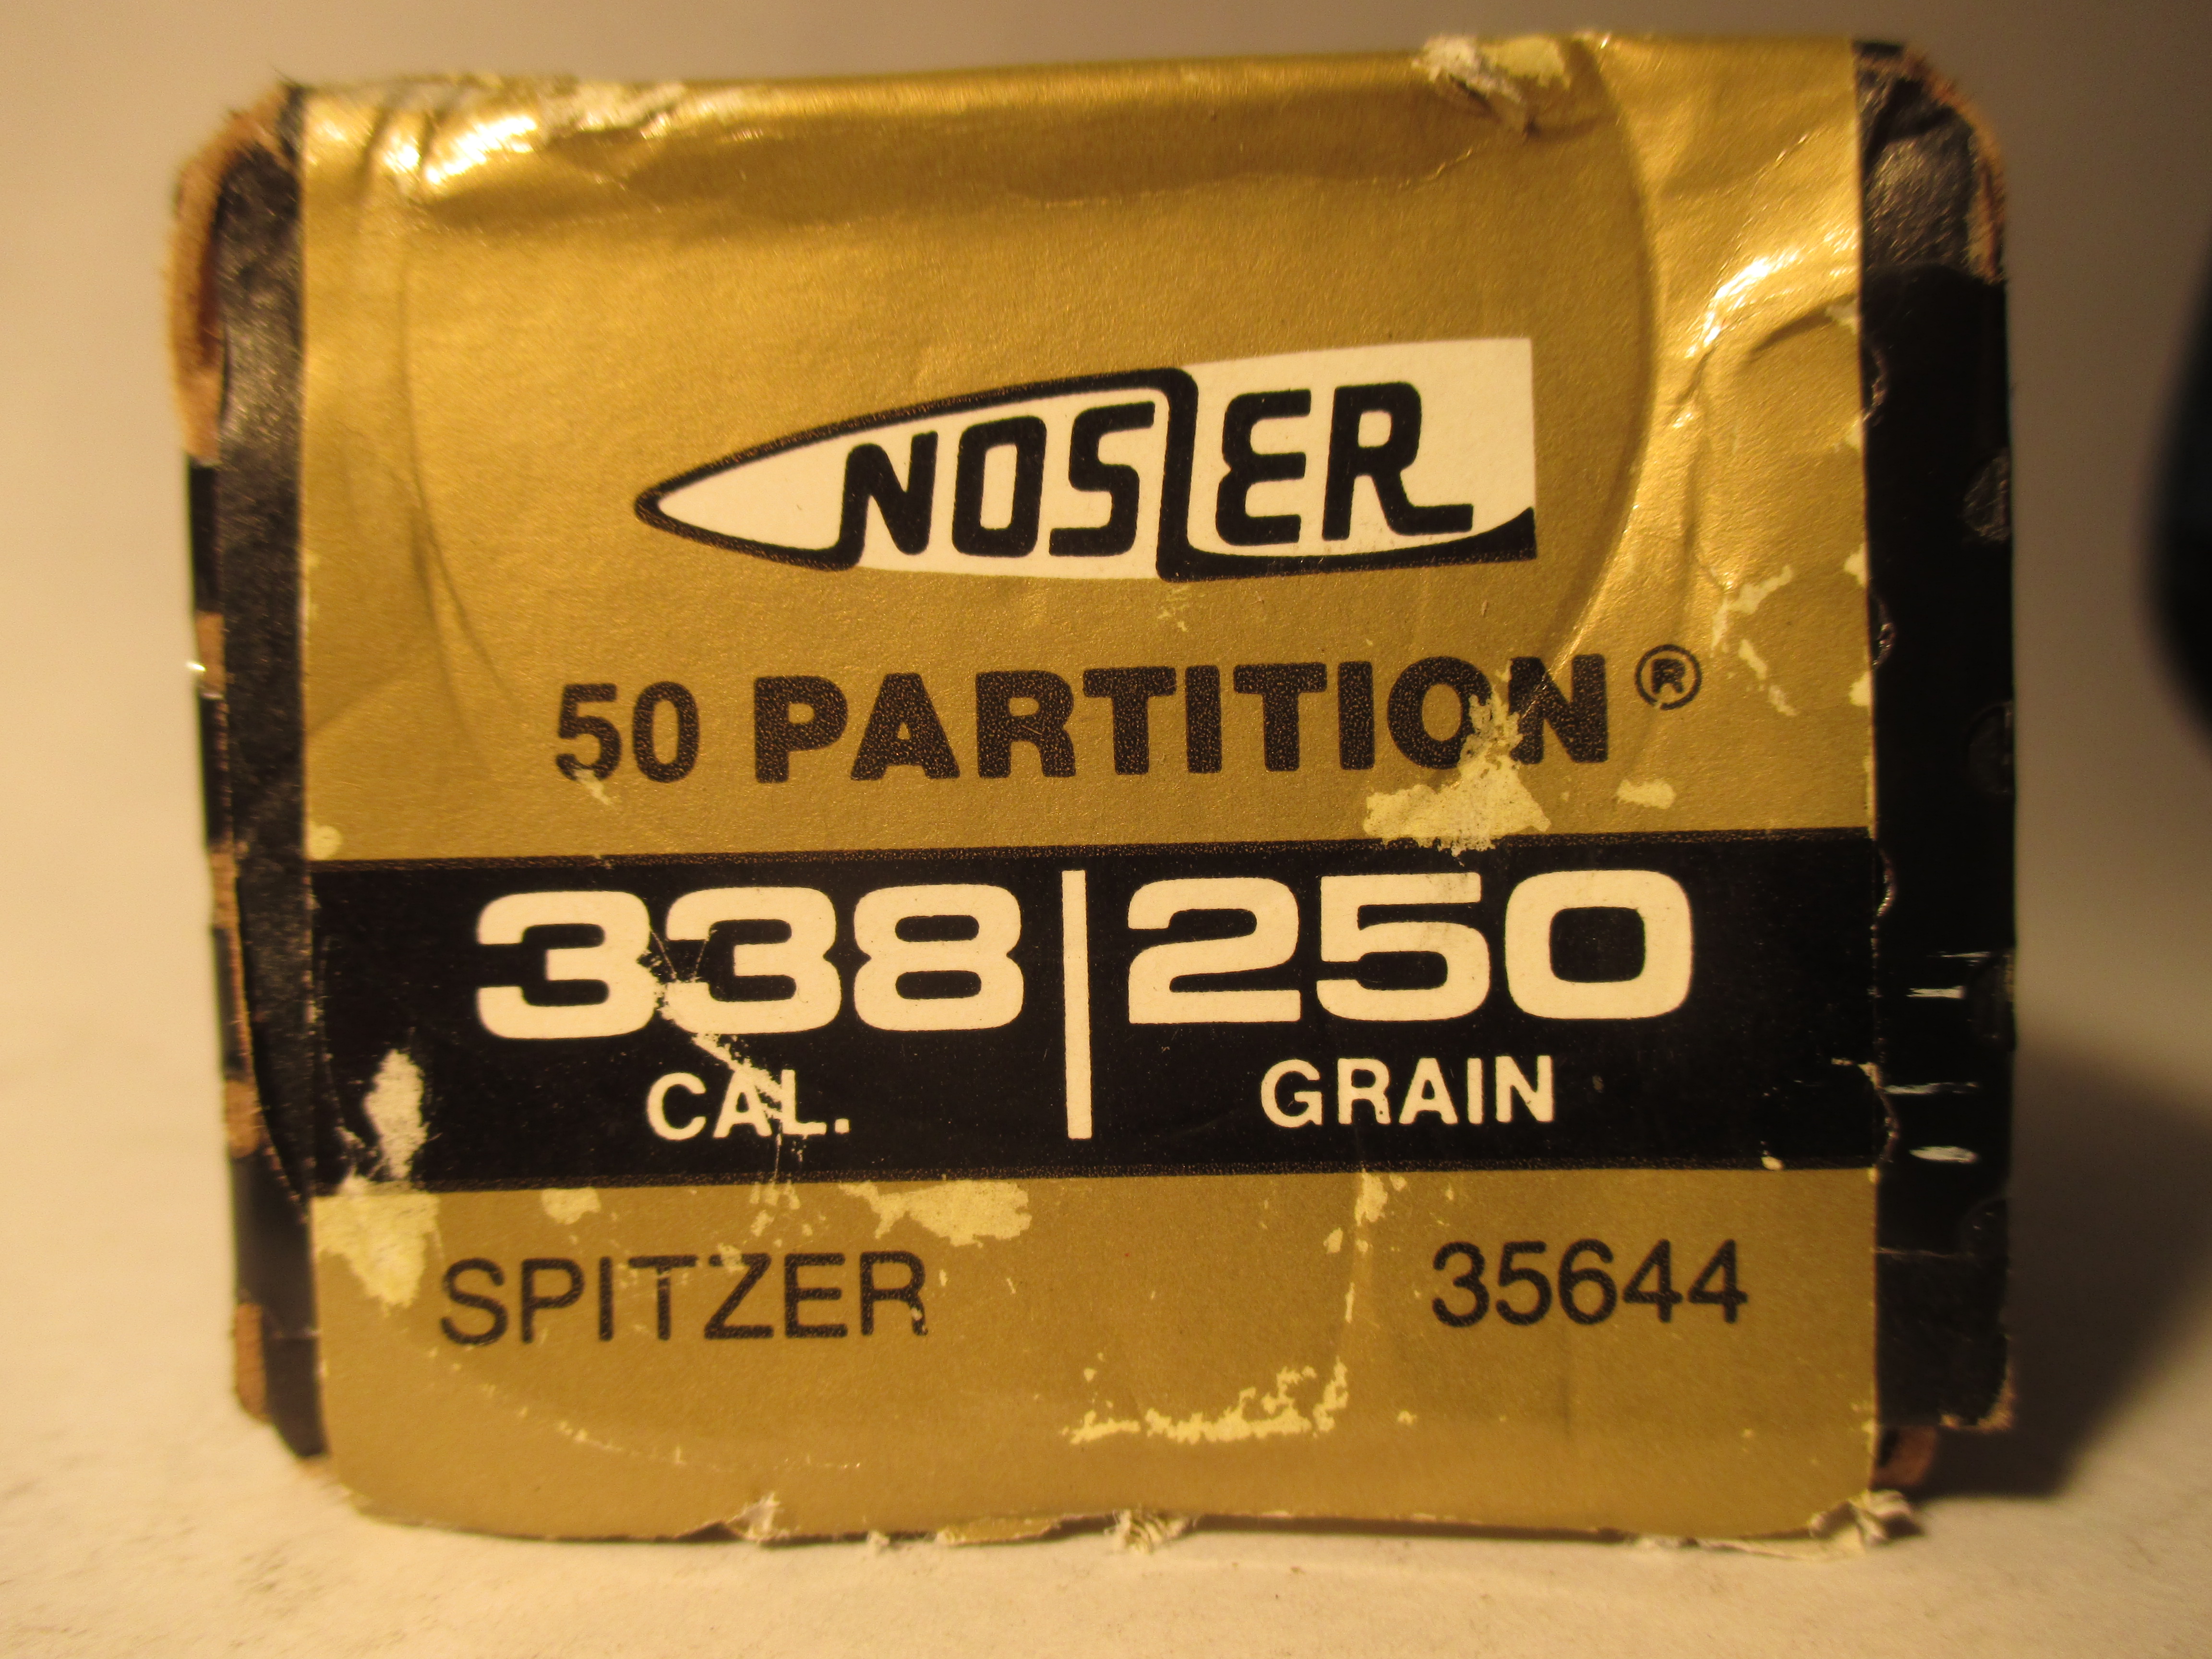 NOSLER
50 PARTITION®
338 | 250
CAL. GRAIN
SPITZER 35644